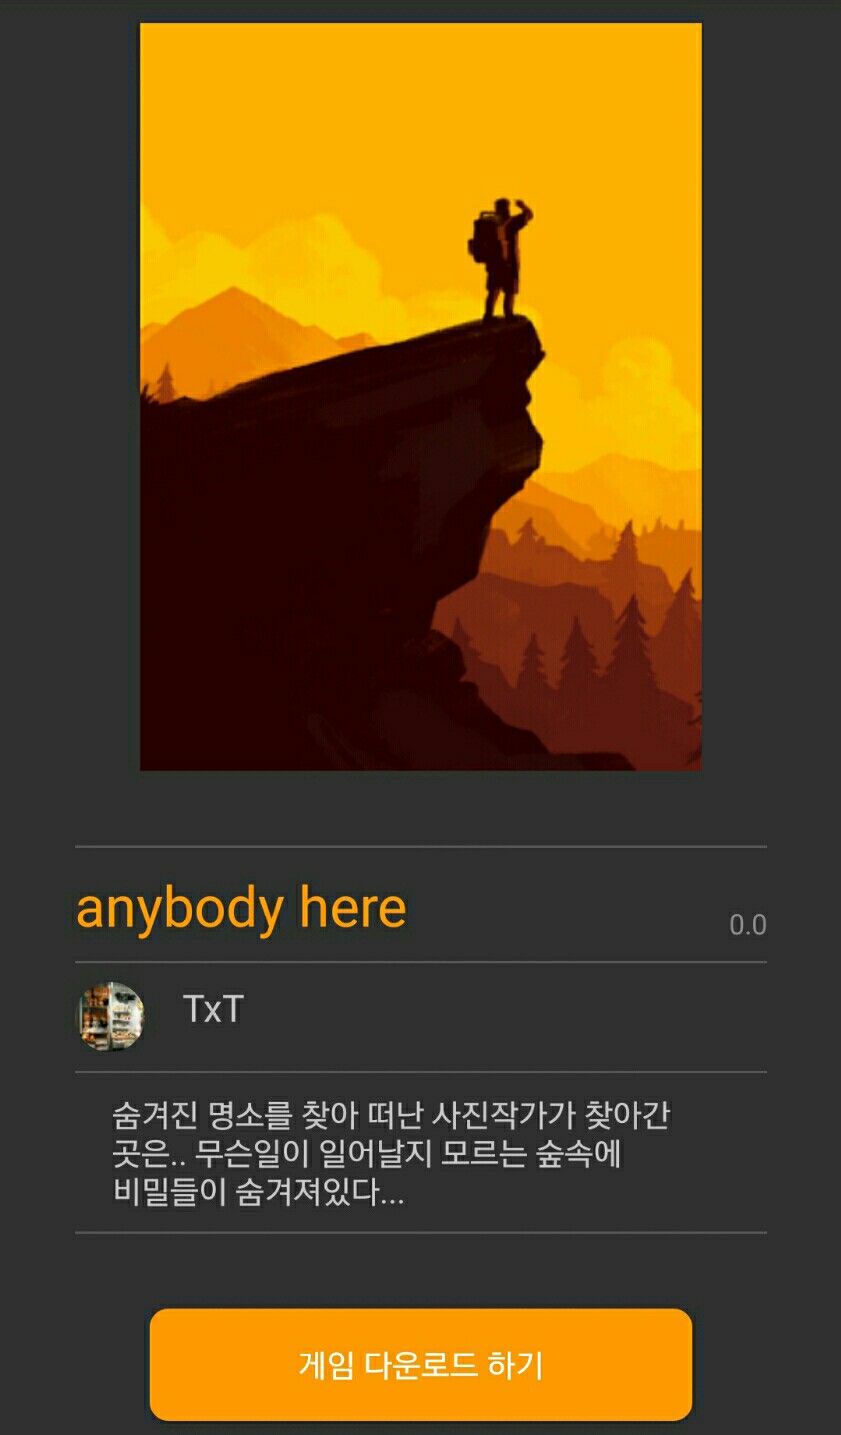 anybody here
0.0
TxT
숨겨진 명소를 찾아 떠난 사진작가가 찾아간
곳은.. 무슨일이 일어날지 모르는 숲속에
비밀들이 숨겨져있다...
게임 다운로드 하기